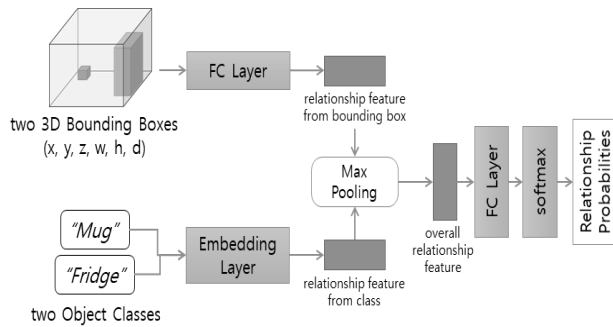 FC Layer
relationship feature
from bounding box
two 3D Bounding Boxes
(x, y, z, w, h, d)
Max
Pooling
FC Layer
softmax
Relationship
Probabilities
overall
relationship
feature
"Mug"
"Fridge"
Embedding
Layer
relationship feature
from class
two Object Classes